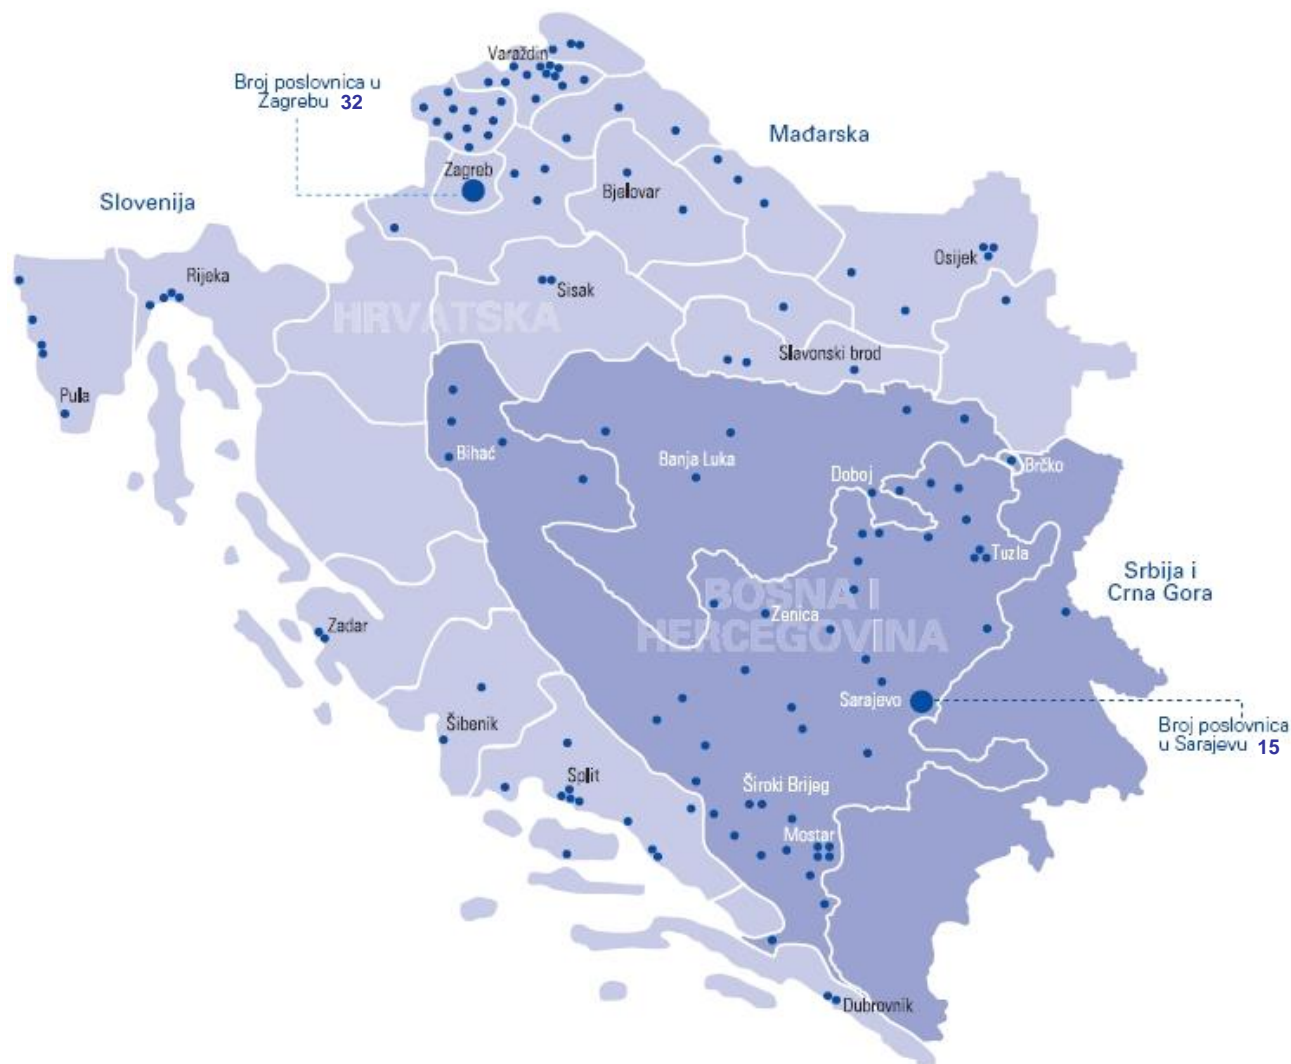 Varaždin
Broj poslovnica u
Zagrebu 32
Mađarska
Zagreb
Bjelovar
Slovenija
Osijek
Rijeka
Sisak
HRVATSKA
Slavonski brod
Pula
Bihać
Banja Luka
Brčko
Doboj
Tuzla
Srbija i
Crna Gora
BOSNA I
HERCEGOVINA
Zenica
Zadar
Sarajevo
Šibenik
Broj poslovnica
u Sarajevu 15
Split
Široki Brijeg
Mostar
Dubrovnik